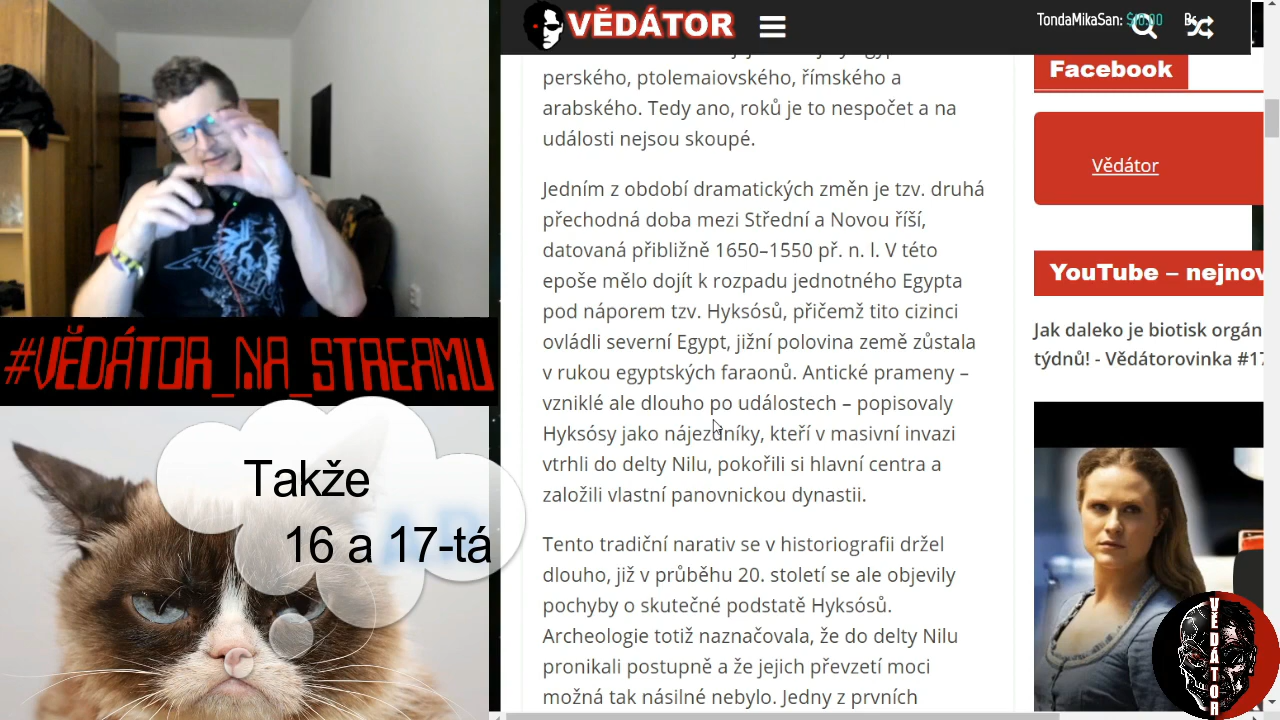 VĚDÁTOR
TondaMikaSan: $10.00
perského, ptolemaiovského, římského a
arabského. Tedy ano, roků je to nespočet a na
události nejsou skoupé.
Jedním z období dramatických změn je tzv. druhá
přechodná doba mezi Střední a Novou říší,
datovaná přibližně 1650–1550 př. n. l. V této
epoše mělo dojít k rozpadu jednotného Egypta
pod náporem tzv. Hyksósů, přičemž tito cizinci
ovládli severní Egypt, jižní polovina země zůstala
v rukou egyptských faraonů. Antické prameny –
vzniklé ale dlouho po událostech – popisovaly
Hyksósy jako nájezdníky, kteří v masivní invazi
vtrhli do delty Nilu, pokořili si hlavní centra a
založili vlastní panovnickou dynastii.
Tento tradiční narativ se v historiografii držel
dlouho, již v průběhu 20. století se ale objevily
pochyby o skutečné podstatě Hyksósů.
Archeologie totiž naznačovala, že do delty Nilu
pronikali postupně a že jejich převzetí moci
možná tak násilné nebylo. Jedny z prvních
Facebook
Vědátor
YouTube – nejnov
Jak daleko je biotisk orgán
týdnů! - Vědátorovinka #17
#VĚDÁTOR_NA_STREAMU
Takže
16 a 17-tá
VĚDÁTOR